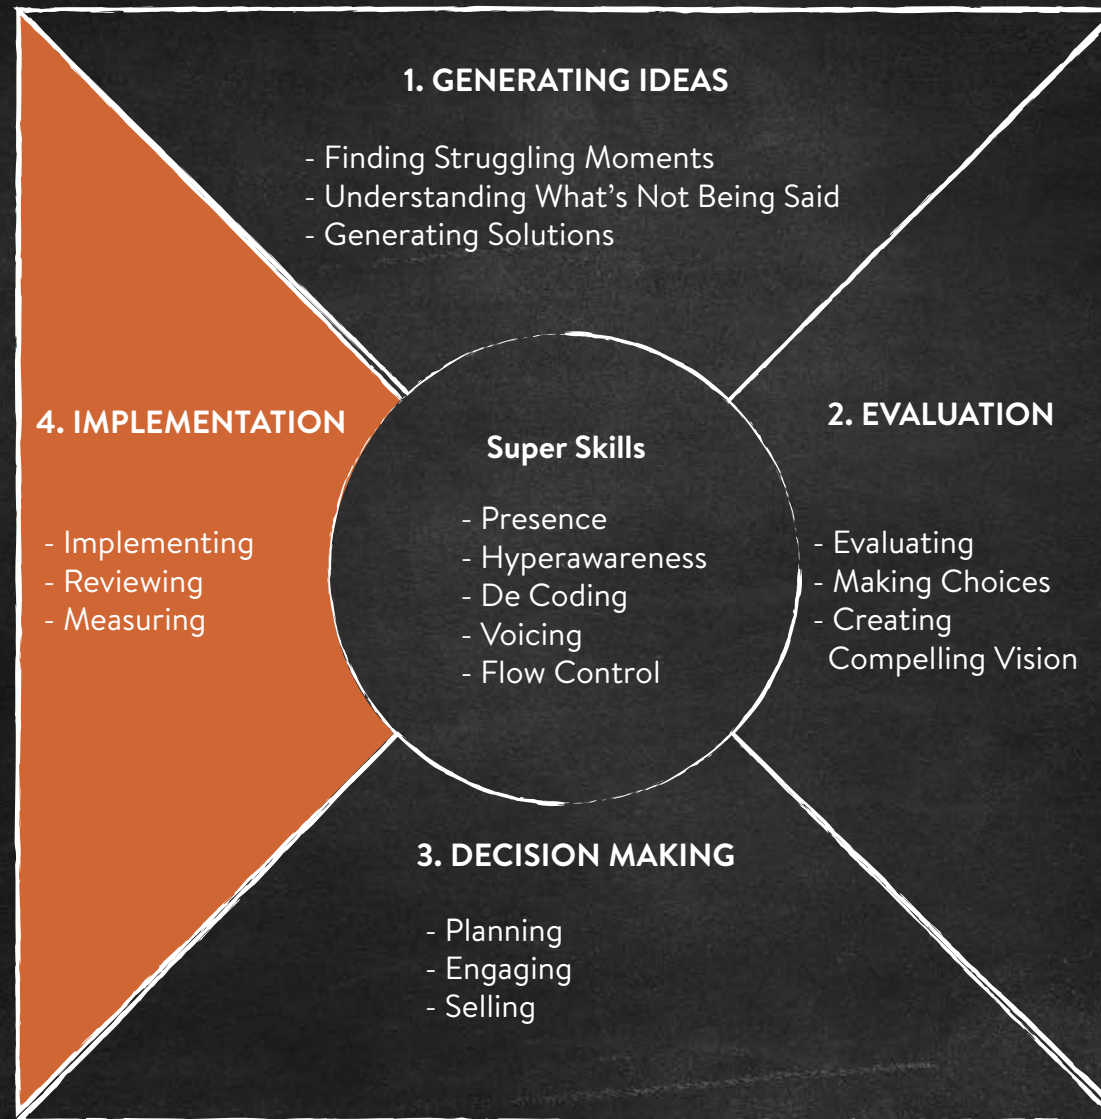 1. GENERATING IDEAS
- Finding Struggling Moments
- Understanding What's Not Being Said
- Generating Solutions
2. EVALUATION
- Evaluating
- Making Choices
- Creating
Compelling Vision
3. DECISION MAKING
- Planning
- Engaging
- Selling
4. IMPLEMENTATION
- Implementing
- Reviewing
- Measuring
Super Skills
- Presence
- Hyperawareness
- De Coding
- Voicing
- Flow Control